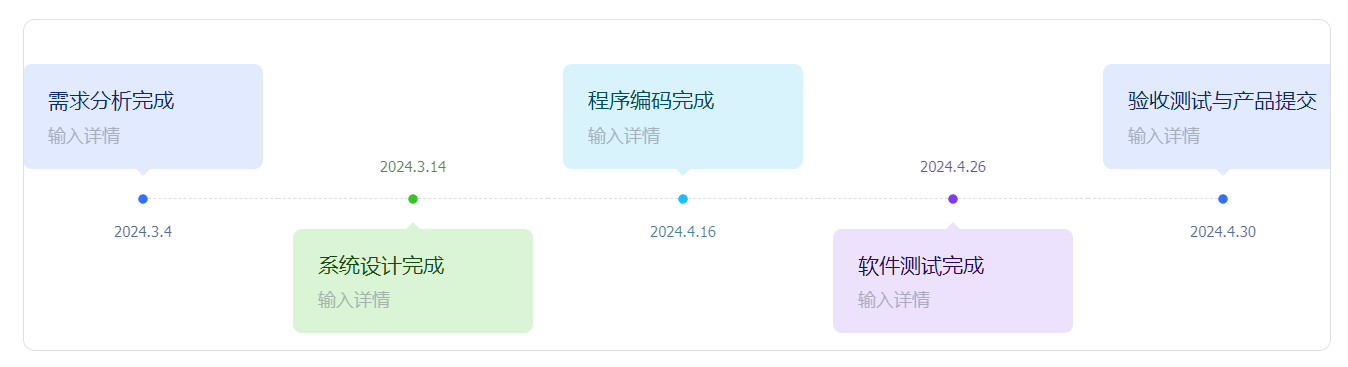 需求分析完成
输入详情
2024.3.4
2024.3.14
系统设计完成
输入详情
程序编码完成
输入详情
2024.4.16
2024.4.26
软件测试完成
输入详情
验收测试与产品提交
输入详情
2024.4.30